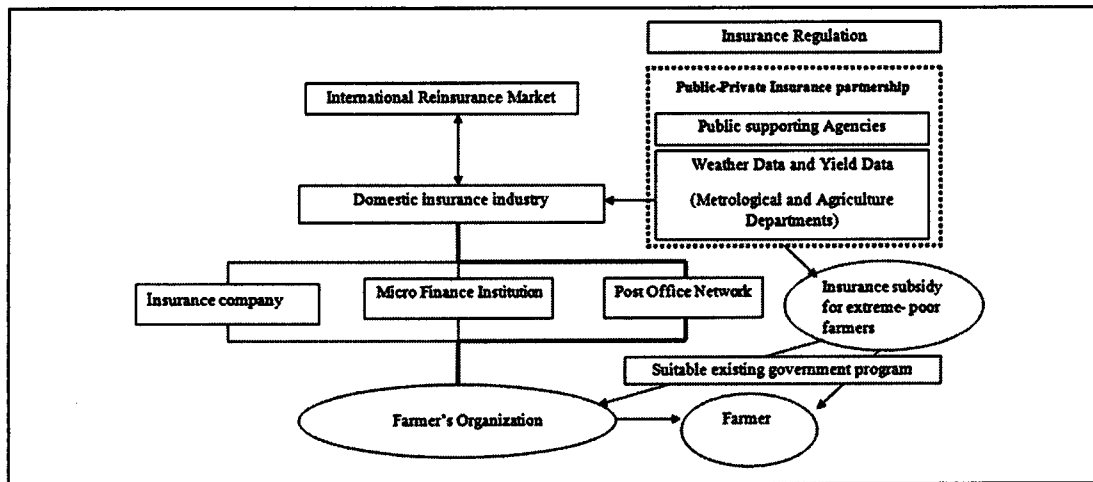 Insurance Regulation
Public-Private Insurance partnership
International Reinsurance Market
Public supporting Agencies
Weather Data and Yield Data
(Metrological and Agriculture
Departments)
Domestic insurance industry
Insurance company
Micro Finance Institution
Post Office Network
Insurance subsidy
for extreme- poor
farmers
Suitable existing government program
Farmer's Organization
Farmer